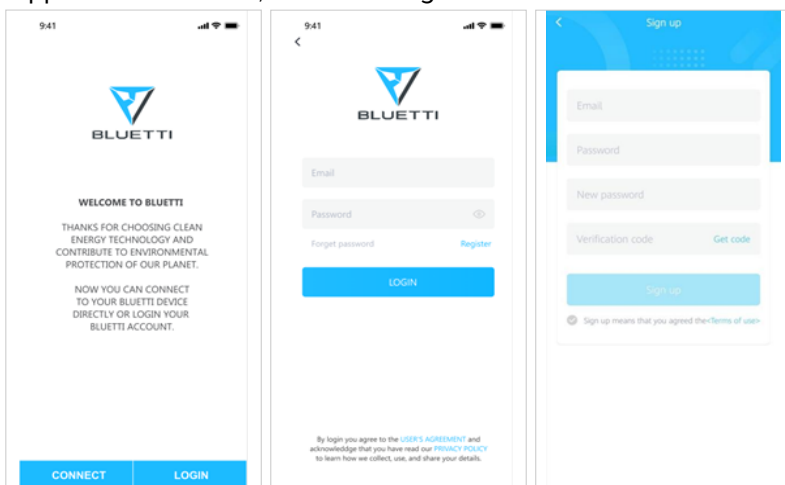 9:41
BLUETTI
WELCOME TO BLUETTI
THANKS FOR CHOOSING CLEAN
ENERGY TECHNOLOGY AND
CONTRIBUTE TO ENVIRONMENTAL
PROTECTION OF OUR PLANET.
NOW YOU CAN CONNECT
TO YOUR BLUETTI DEVICE
DIRECTLY OR LOGIN YOUR
BLUETTI ACCOUNT.
CONNECT LOGIN
9:41
BLUETTI
Email
Password
Forget password Register
LOGIN
By login you agree to the USER'S AGREEMENT and
acknowleddge that you have read our PRIVACY POLICY
to learn how we collect, use, and share your details.
Sign up
Email
Password
New password
Verification code Get code
Sign up
Sign up means that you agreed the<Terms of use>